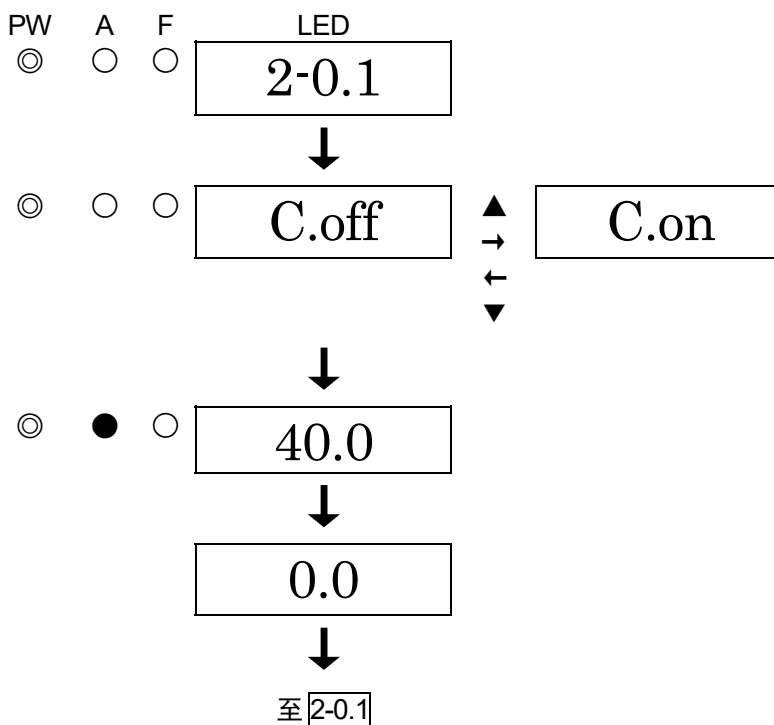 PW A F LED
◎ ○ ○ 2-0.1
◎ ○ ○ C.off ▲ C.on
→
←
▼
◎ ● ○ 40.0
0.0
至 2-0.1